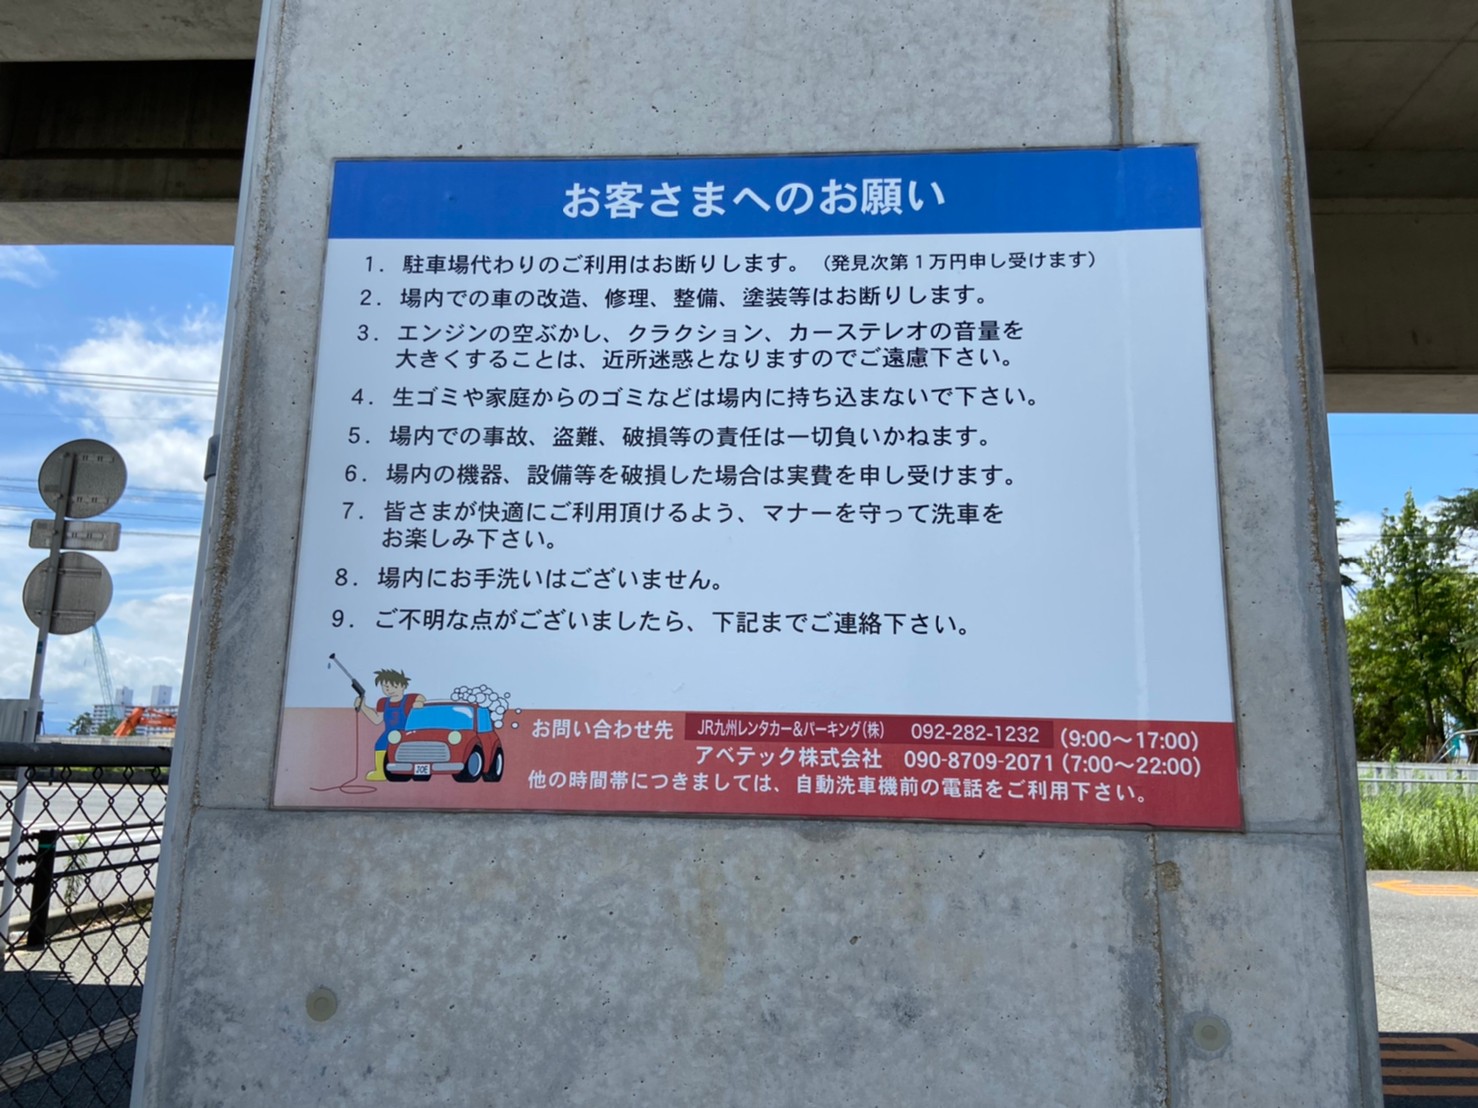 お客さまへのお願い
1．駐車場代わりのご利用はお断りします。（発見次第1万円申し受けます）
2．場内での車の改造、修理、整備、塗装等はお断りします。
3．エンジンの空ぶかし、クラクション、カーステレオの音量を
大きくすることは、近所迷惑となりますのでご遠慮下さい。
4．生ゴミや家庭からのゴミなどは場内に持ち込まないで下さい。
5．場内での事故、盗難、破損等の責任は一切負いかねます。
6．場内の機器、設備等を破損した場合は実費を申し受けます。
7．皆さまが快適にご利用頂けるよう、マナーを守って洗車を
お楽しみ下さい。
8．場内にお手洗いはございません。
9．ご不明な点がございましたら、下記までご連絡下さい。
お問い合わせ先 JR九州レンタカー&パーキング(株) 092-282-1232 (9:00～17:00)
アベテック株式会社 090-8709-2071 (7:00～22:00)
他の時間帯につきましては、自動洗車機前の電話をご利用下さい。
JOE